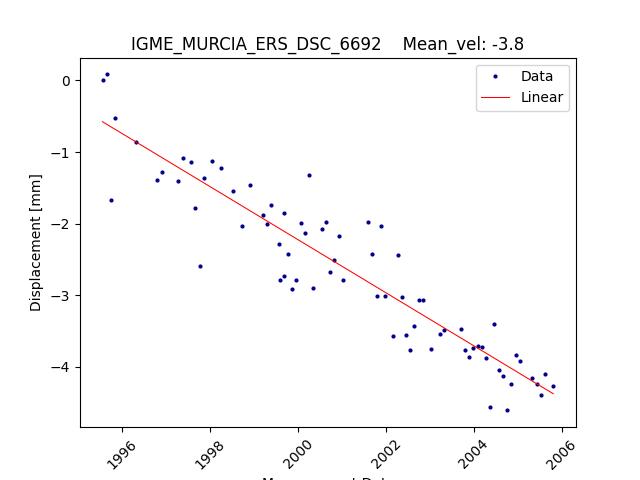 IGME_MURCIA_ERS_DSC_6692    Mean_vel: -3.8
Data
Linear
Displacement [mm]
0
−1
−2
−3
−4
1996
1998
2000
2002
2004
2006